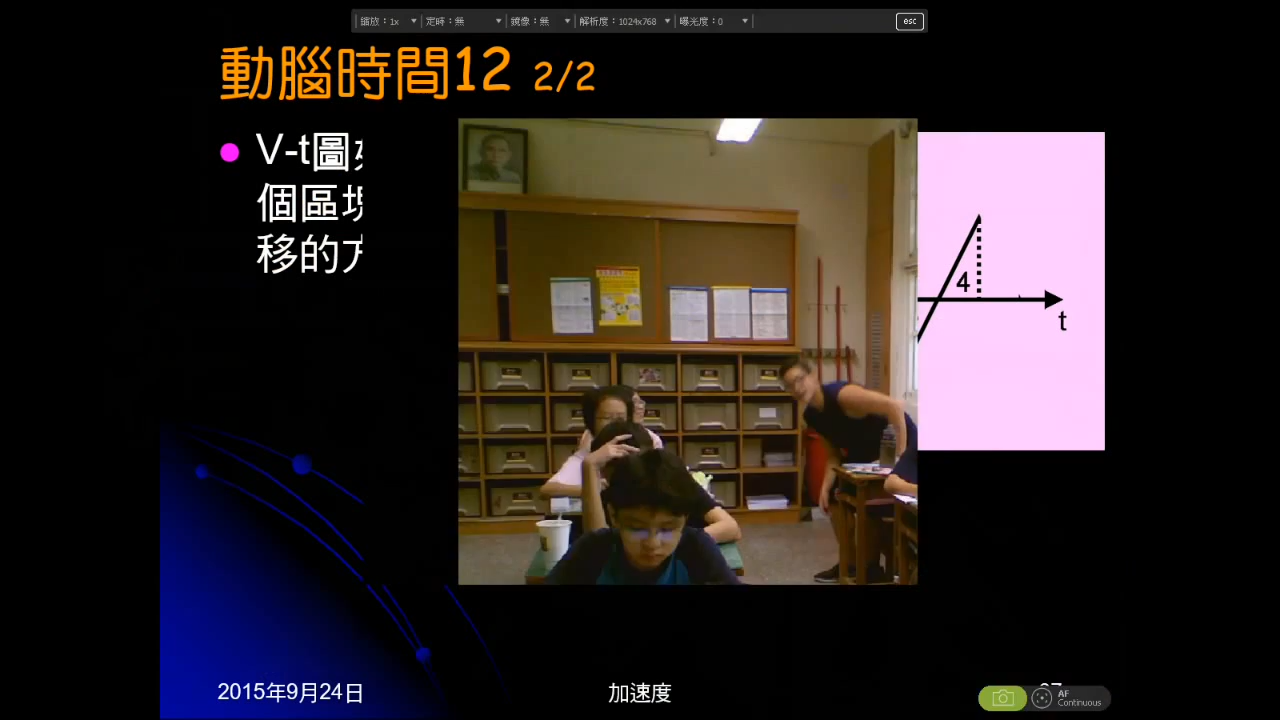 縮放：1x 定時：無 鏡像：無 解析度：1024x768 曝光度：0 esc
動腦時間12 2/2
V-t圖
個區塊
移的方
4
t
2015年9月24日
加速度
AF
Continuous